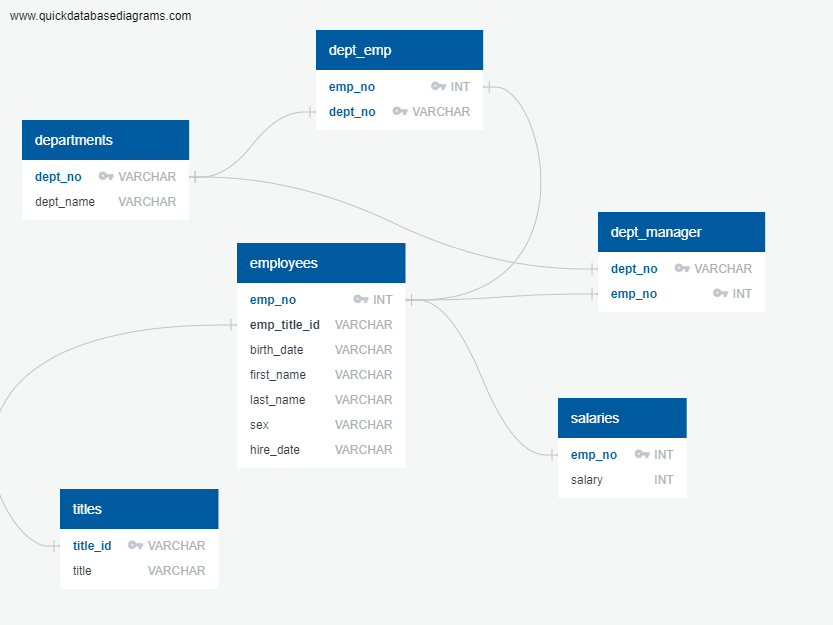 www.quickdatabasediagrams.com
dept_emp
emp_no INT
dept_no VARCHAR
departments
dept_no VARCHAR
dept_name VARCHAR
dept_manager
dept_no VARCHAR
emp_no INT
employees
emp_no INT
emp_title_id VARCHAR
birth_date VARCHAR
first_name VARCHAR
last_name VARCHAR
sex VARCHAR
hire_date VARCHAR
salaries
emp_no INT
salary INT
titles
title_id VARCHAR
title VARCHAR